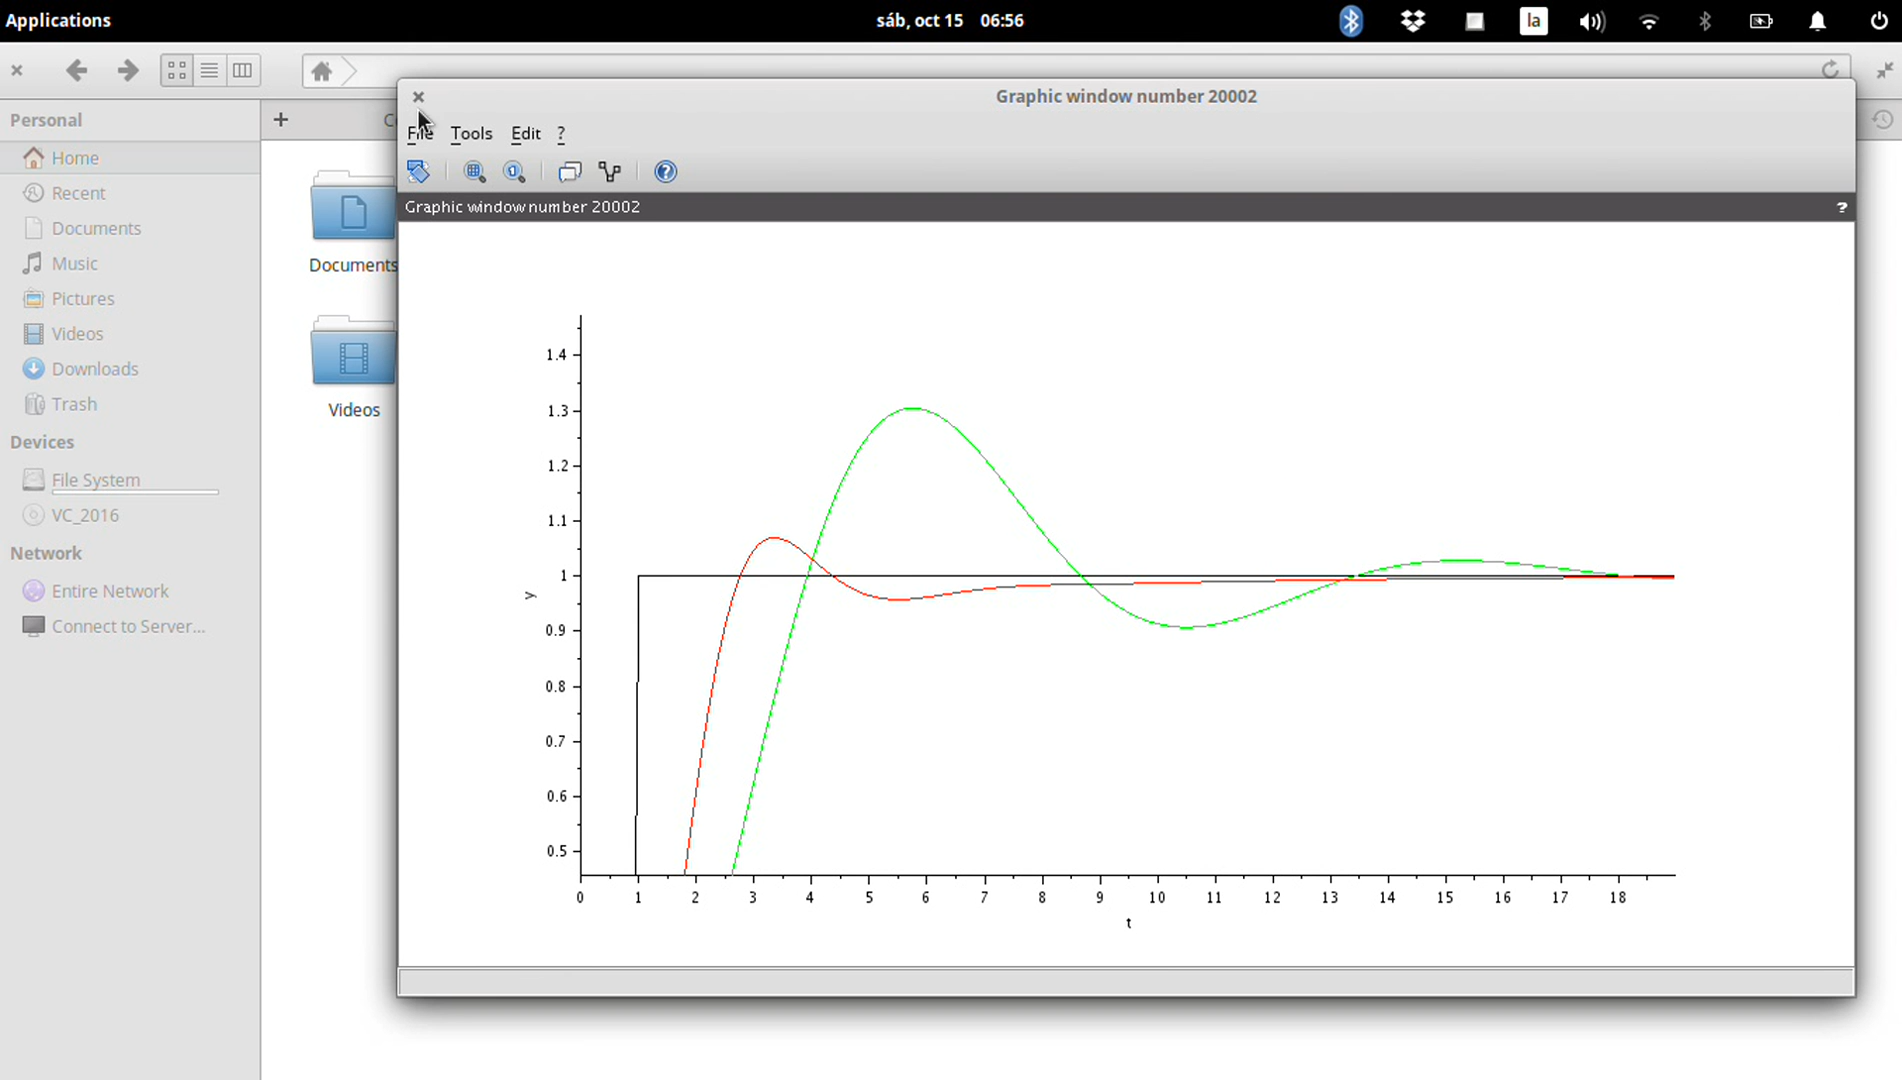 Applications
sáb, oct 15 06:56
la
Graphic window number 20002
File Tools Edit ?
Graphic window number 20002
?
Personal
Home
Recent
Documents
Music
Pictures
Videos
Downloads
Trash
Devices
File System
VC_2016
Network
Entire Network
Connect to Server...
Documents
Videos
1.4
1.3
1.2
1.1
1
0.9
0.8
0.7
0.6
0.5
y
0 1 2 3 4 5 6 7 8 9 10 11 12 13 14 15 16 17 18
t